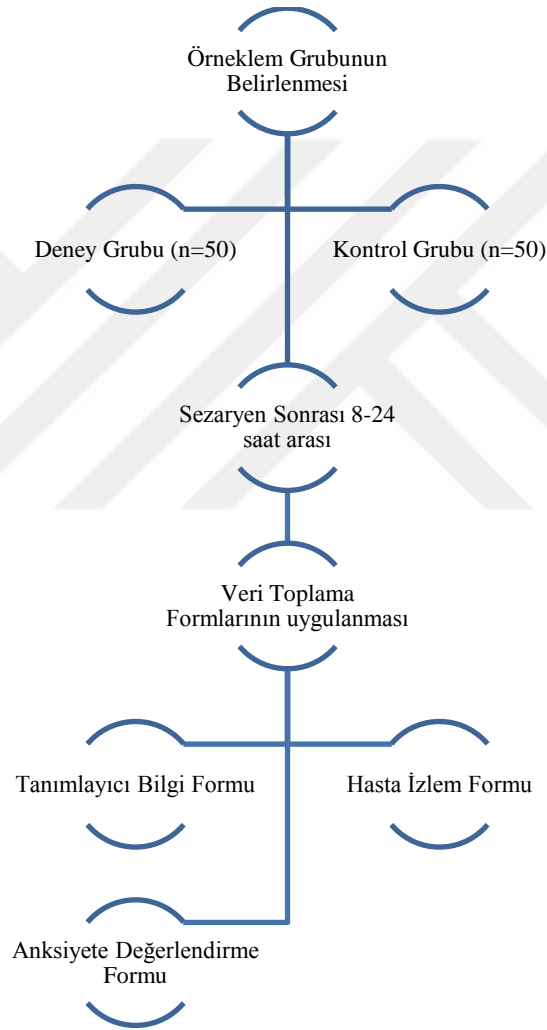 Örneklem Grubunun
Belirlenmesi
Deney Grubu (n=50)
Kontrol Grubu (n=50)
Sezaryen Sonrası 8-24
saat arası
Veri Toplama
Formlarının uygulanması
Tanımlayıcı Bilgi Formu
Hasta İzlem Formu
Anksiyete Değerlendirme
Formu